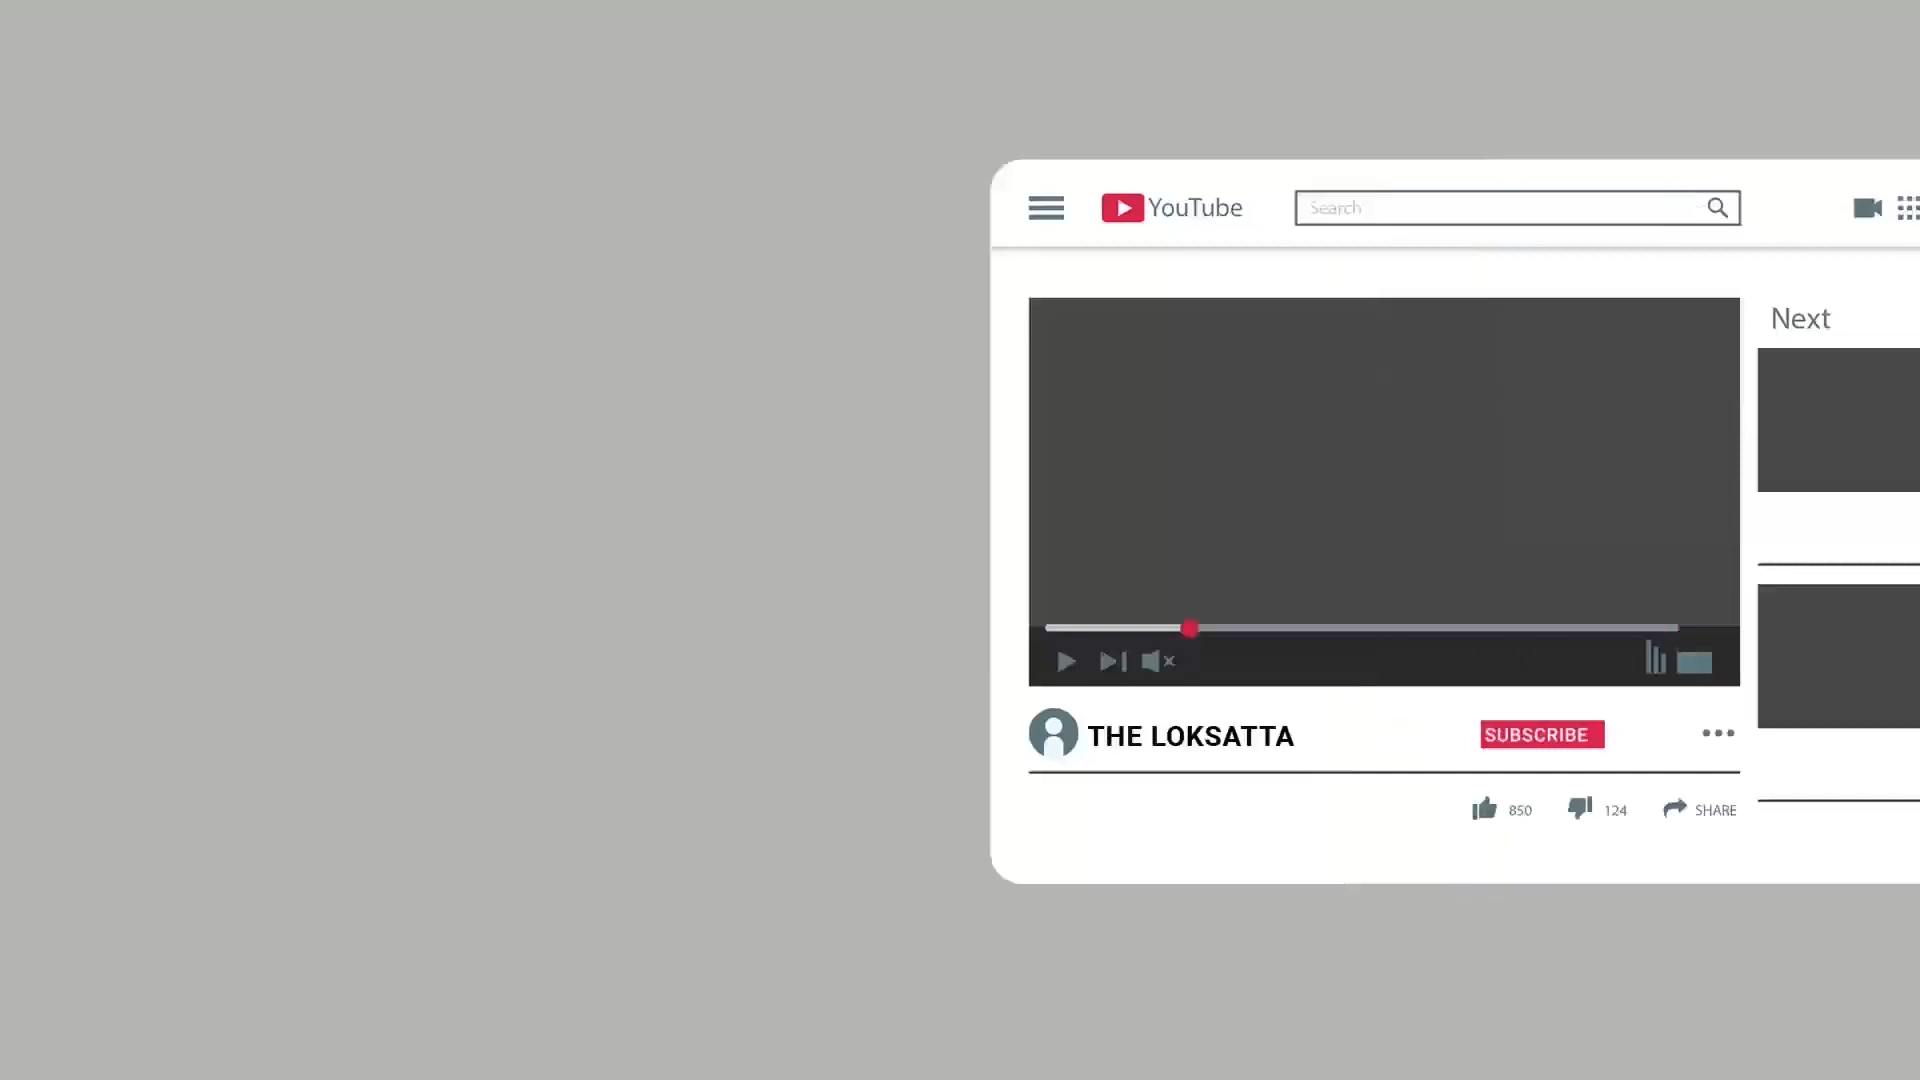 YouTube
Search
Next
THE LOKSATTA
SUBSCRIBE
850
124
SHARE